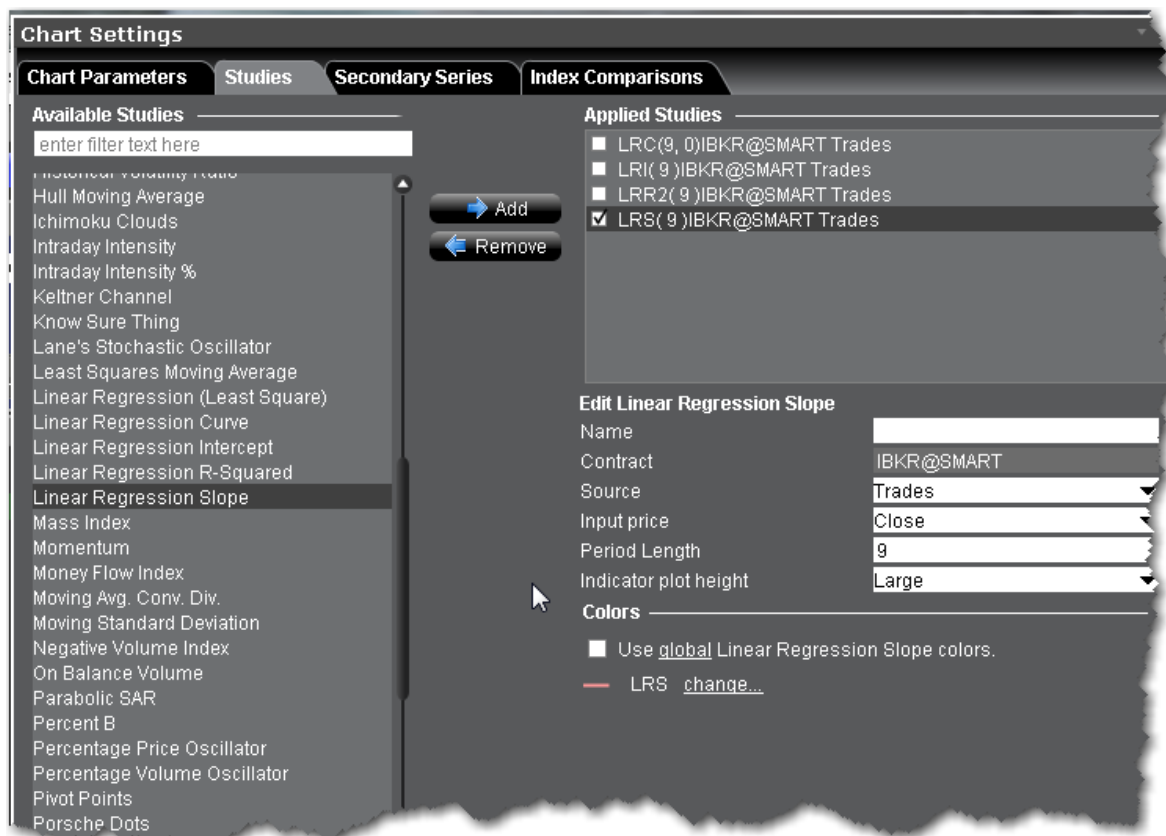 Chart Settings
Chart Parameters
Studies
Secondary Series
Index Comparisons
Available Studies
enter filter text here
Historical Volatility Ratio
Hull Moving Average
Ichimoku Clouds
Intraday Intensity
Intraday Intensity %
Keltner Channel
Know Sure Thing
Lane's Stochastic Oscillator
Least Squares Moving Average
Linear Regression (Least Square)
Linear Regression Curve
Linear Regression Intercept
Linear Regression R-Squared
Linear Regression Slope
Mass Index
Momentum
Money Flow Index
Moving Avg. Conv. Div.
Moving Standard Deviation
Negative Volume Index
On Balance Volume
Parabolic SAR
Percent B
Percentage Price Oscillator
Percentage Volume Oscillator
Pivot Points
Porsche Dots
Add
Remove
Applied Studies
LRC(9, 0)IBKR@SMART Trades
LRI( 9 )IBKR@SMART Trades
LRR2( 9 )IBKR@SMART Trades
LRS( 9 )IBKR@SMART Trades
Edit Linear Regression Slope
Name
Contract IBKR@SMART
Source Trades
Input price Close
Period Length 9
Indicator plot height Large
Colors
Use global Linear Regression Slope colors.
LRS change...